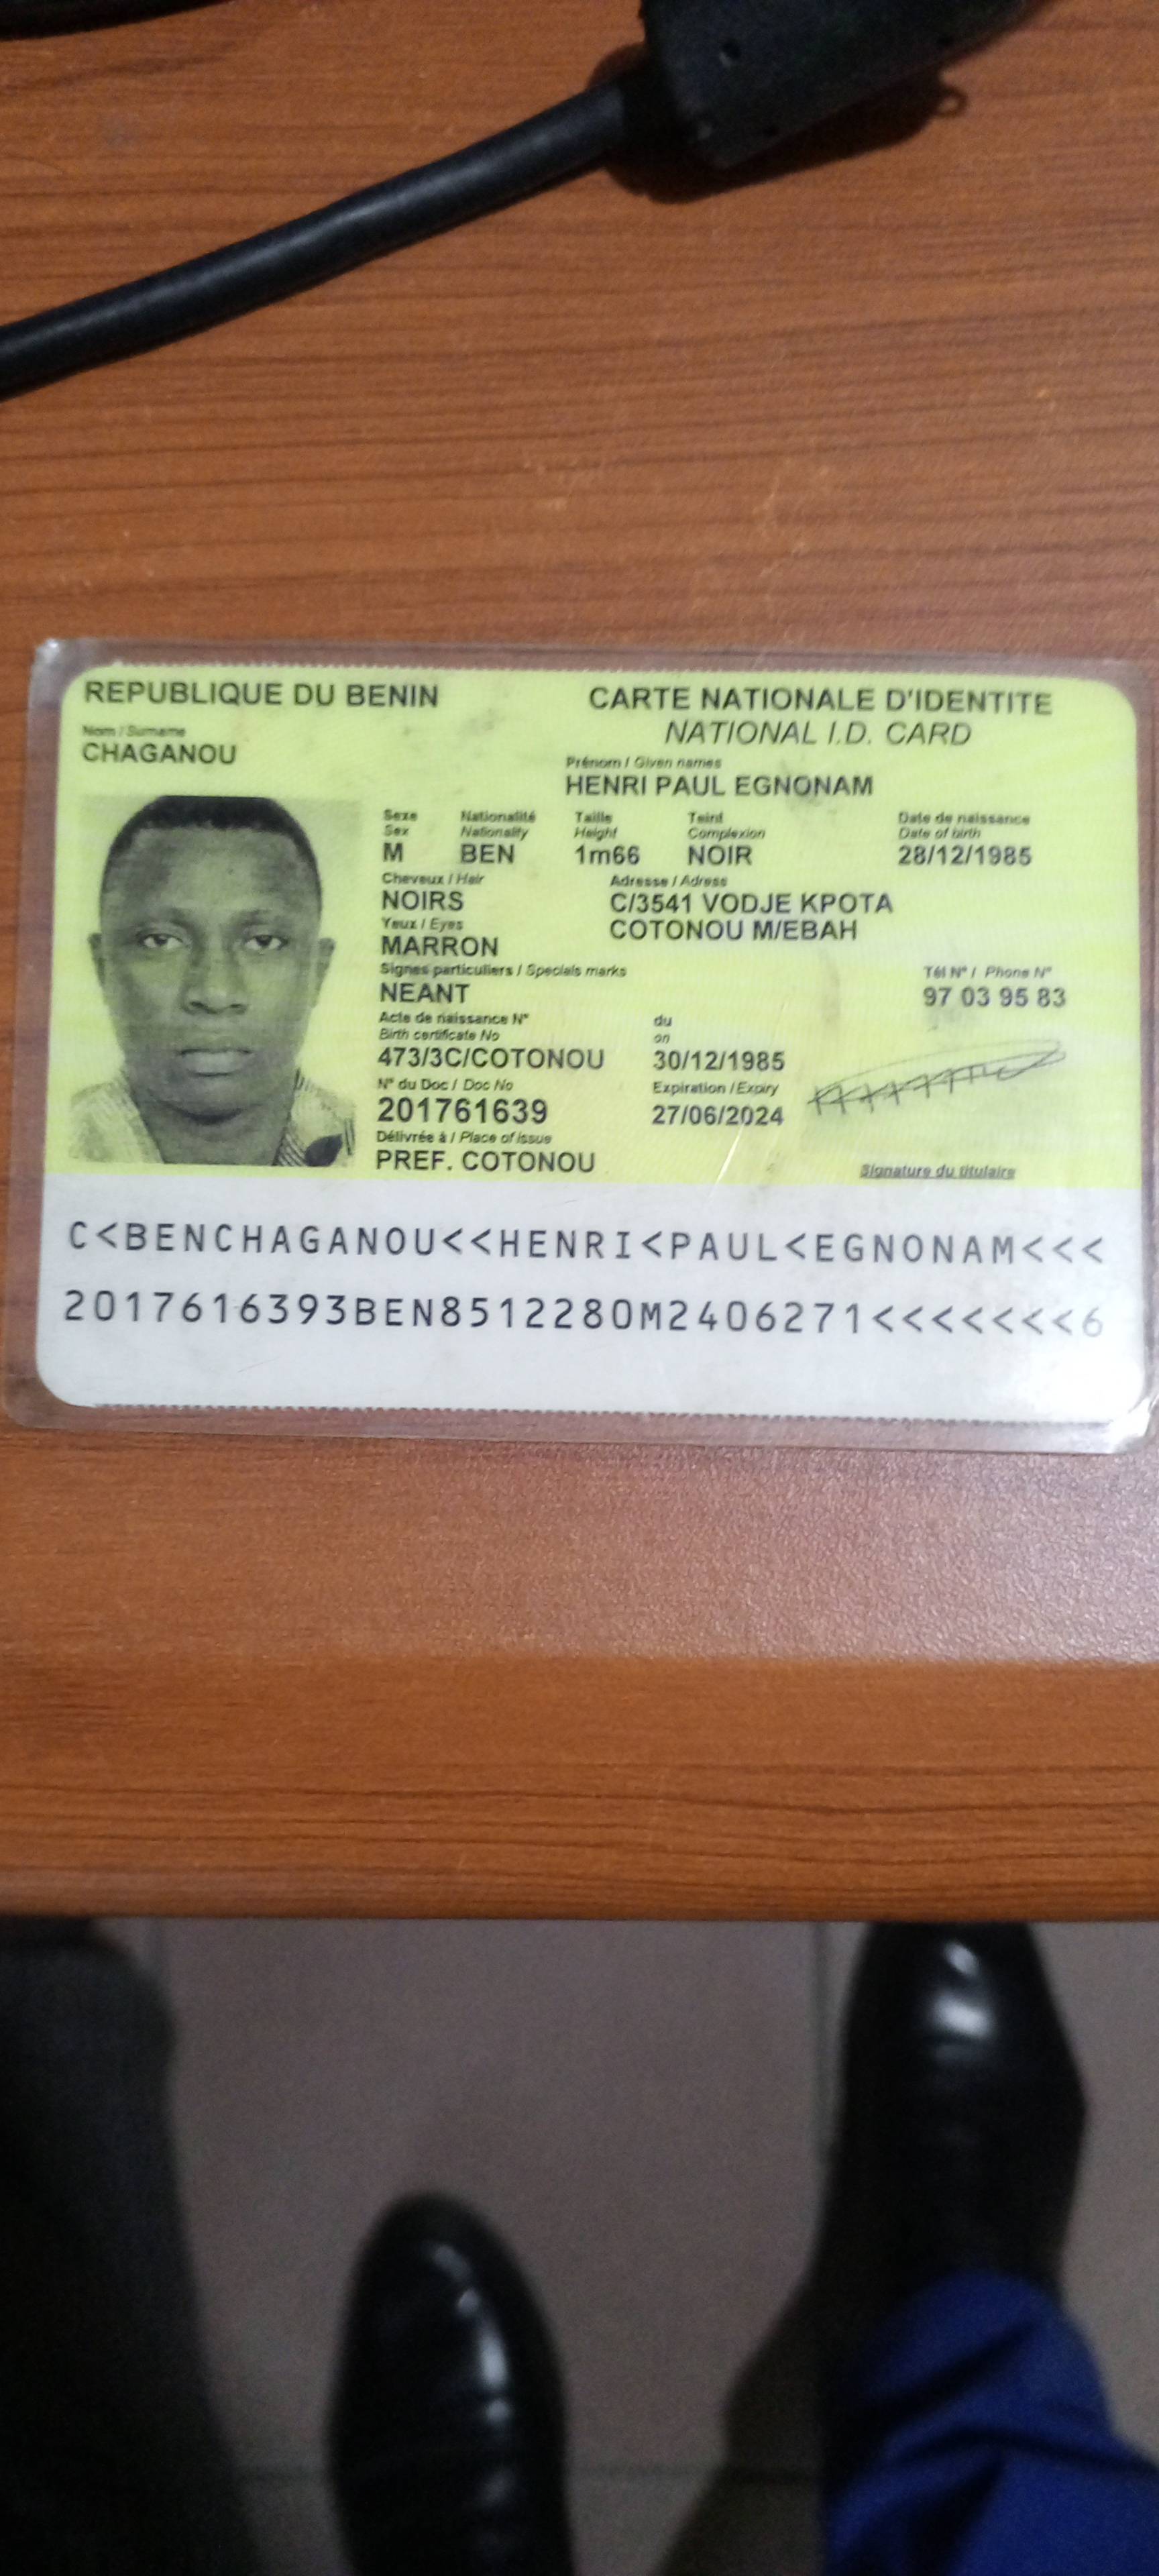 REPUBLIQUE DU BENIN
CARTE NATIONALE D'IDENTITE
NATIONAL I.D. CARD
Nom / Surname
CHAGANOU
Prénom / Given names
HENRI PAUL EGNONAM
Sexe Nationalité Taille Teint Date de naissance
Sex Nationality Height Complexion Date of birth
M BEN 1m66 NOIR 28/12/1985
Cheveux / Hair Adresse / Adress
NOIRS C/3541 VODJE KPOTA
Yeux / Eyes COTONOU M/EBAH
MARRON
Signes particuliers / Specials marks Tél N° / Phone N°
NEANT 97 03 95 83
Acte de naissance N° du
Birth certificate No on
473/3C/COTONOU 30/12/1985
N° du Doc / Doc No Expiration / Expiry
201761639 27/06/2024
Délivrée à / Place of issue
PREF. COTONOU
Signature du titulaire
C<BENCHAGANOU<<HENRI<PAUL<EGNONAM<<<
2017616393BEN8512280M2406271<<<<<<<6